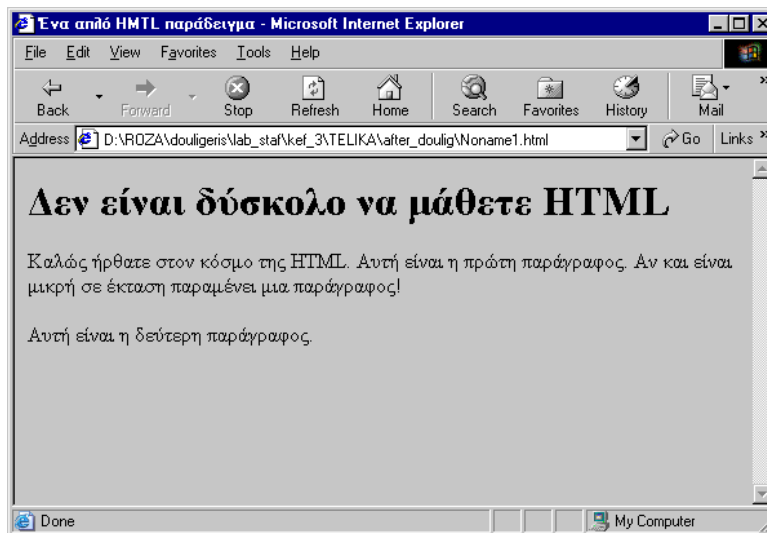 Ένα απλό HMTL παράδειγμα - Microsoft Internet Explorer
File Edit View Favorites Tools Help
Back Forward Stop Refresh Home Search Favorites History Mail »
Address D:\ROZA\douligeris\lab_staf\kef_3\TELIKA\after_doulig\Noname1.html Go Links »
Δεν είναι δύσκολο να μάθετε HTML
Καλώς ήρθατε στον κόσμο της HTML. Αυτή είναι η πρώτη παράγραφος. Αν και είναι
μικρή σε έκταση παραμένει μια παράγραφος!
Αυτή είναι η δεύτερη παράγραφος.
Done My Computer